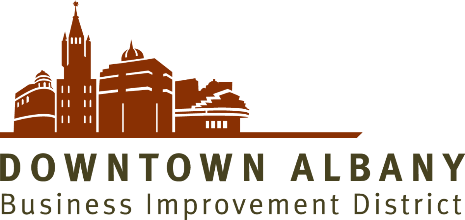 DOWNTOWN ALBANY
Business Improvement District